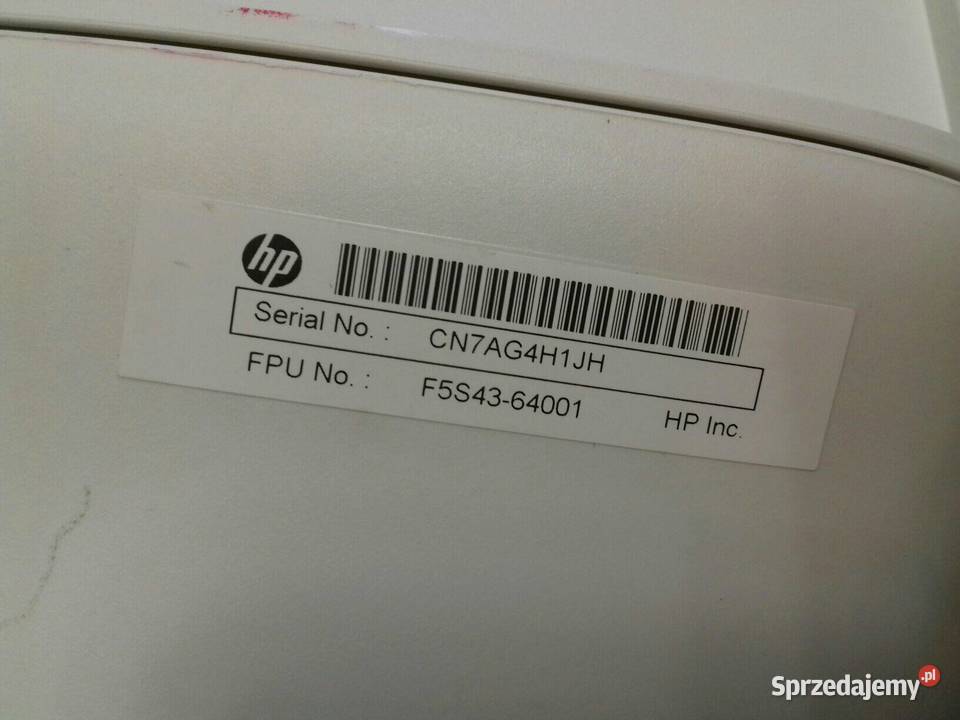 hp
Serial No. : CN7AG4H1JH
FPU No. : F5S43-64001 HP Inc.
Sprzedajemy.pl